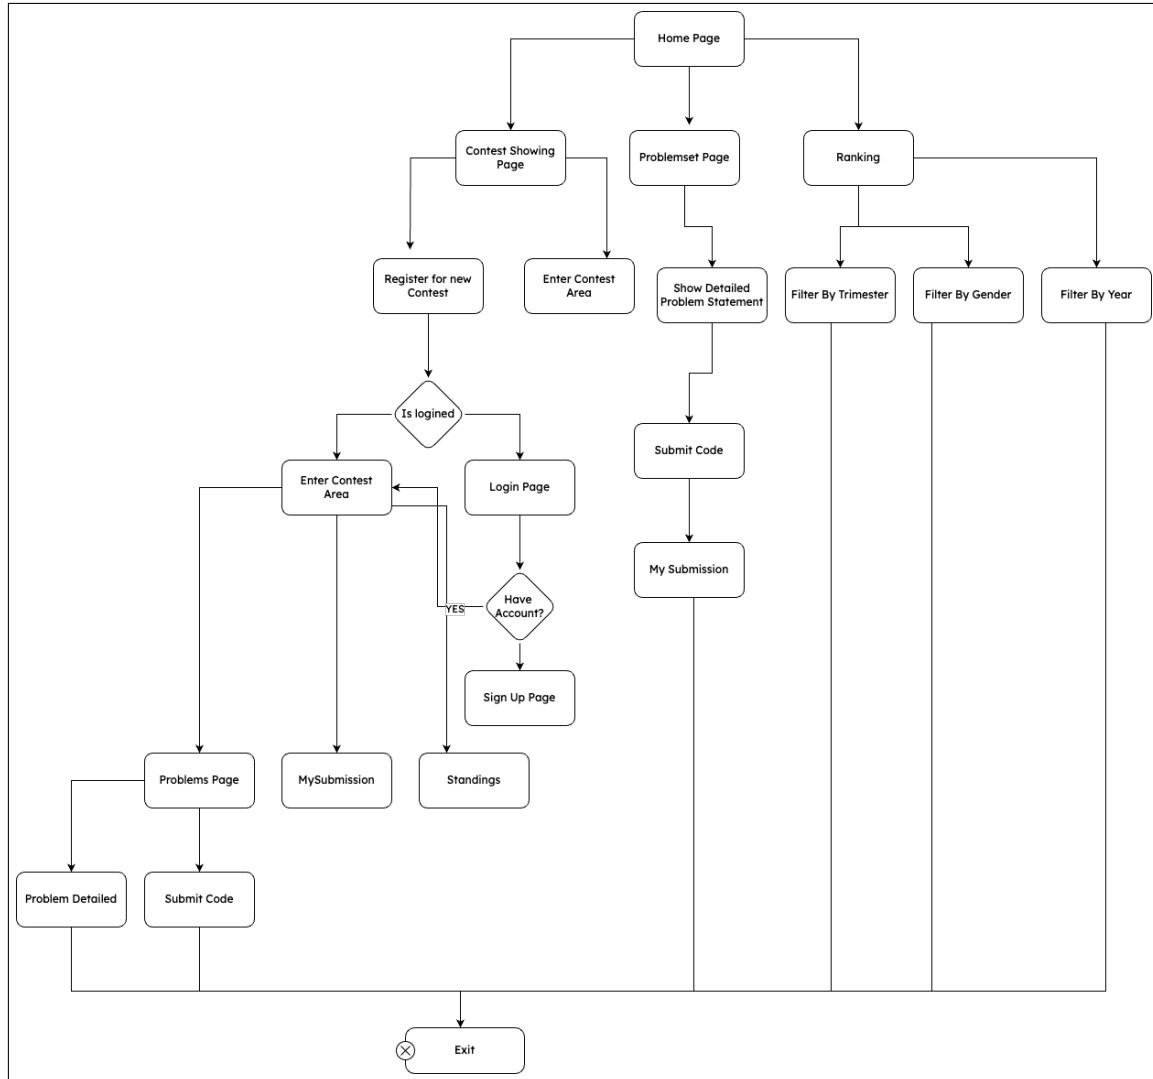 Home Page
Contest Showing
Page
Problemset Page
Ranking
Register for new
Contest
Enter Contest
Area
Show Detailed
Problem Statement
Filter By Trimester
Filter By Gender
Filter By Year
Is logined
Submit Code
Enter Contest
Area
Login Page
My Submission
Have
Account?
YES
Sign Up Page
Problems Page
MySubmission
Standings
Problem Detailed
Submit Code
Exit